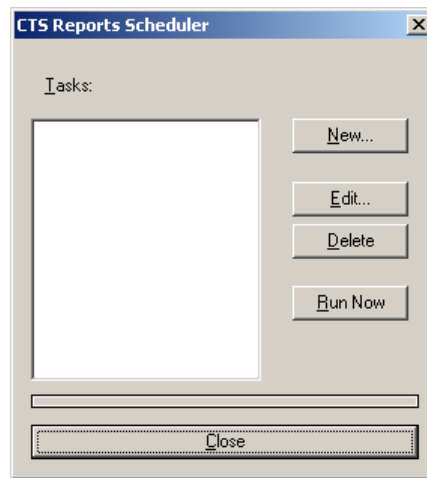 CTS Reports Scheduler
Tasks:
New...
Edit...
Delete
Run Now
Close